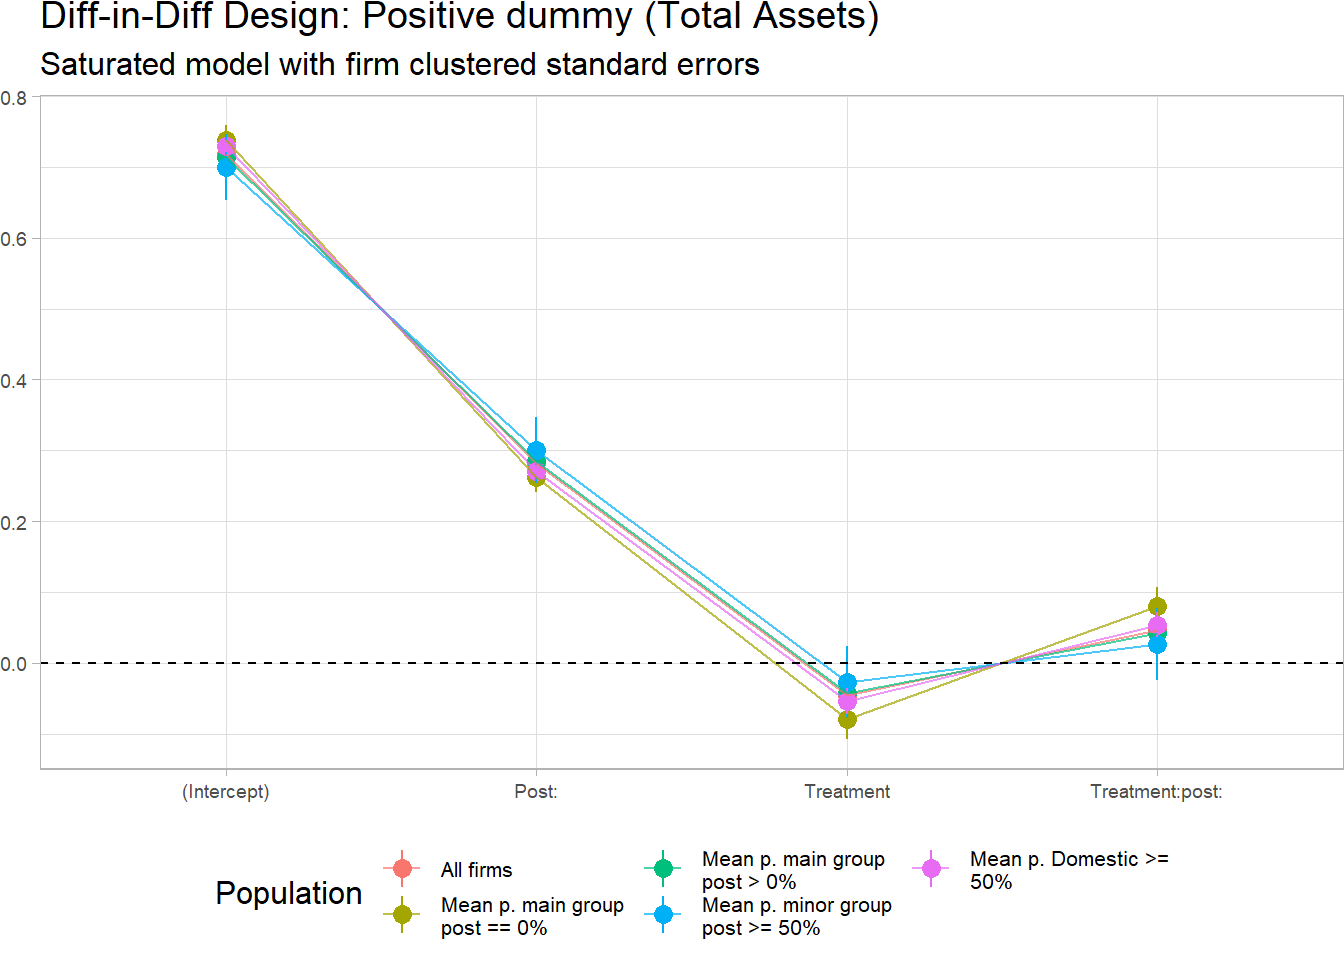 Diff-in-Diff Design: Positive dummy (Total Assets)
Saturated model with firm clustered standard errors
0.8
0.6
0.4
0.2
0.0
(Intercept)
Post:
Treatment
Treatment:post:
Population
All firms
Mean p. main group
post == 0%
Mean p. main group
post > 0%
Mean p. minor group
post >= 50%
Mean p. Domestic >=
50%